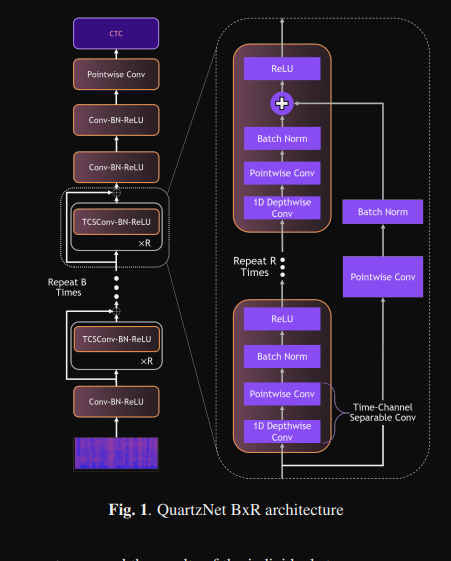 CTC
Pointwise Conv
Conv-BN-ReLU
Conv-BN-ReLU
TCSConv-BN-ReLU
×R
Repeat B
Times
TCSConv-BN-ReLU
×R
Conv-BN-ReLU
ReLU
Batch Norm
Pointwise Conv
1D Depthwise
Conv
Repeat R
Times
ReLU
Batch Norm
Pointwise Conv
1D Depthwise
Conv
Batch Norm
Pointwise Conv
Time-Channel
Separable Conv
Fig. 1. QuartzNet BxR architecture